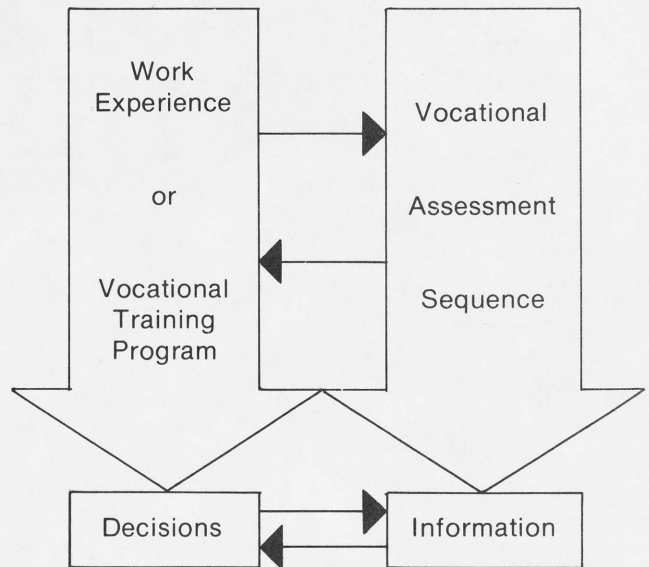 Work
Experience
or
Vocational
Training
Program
Vocational
Assessment
Sequence
Decisions
Information